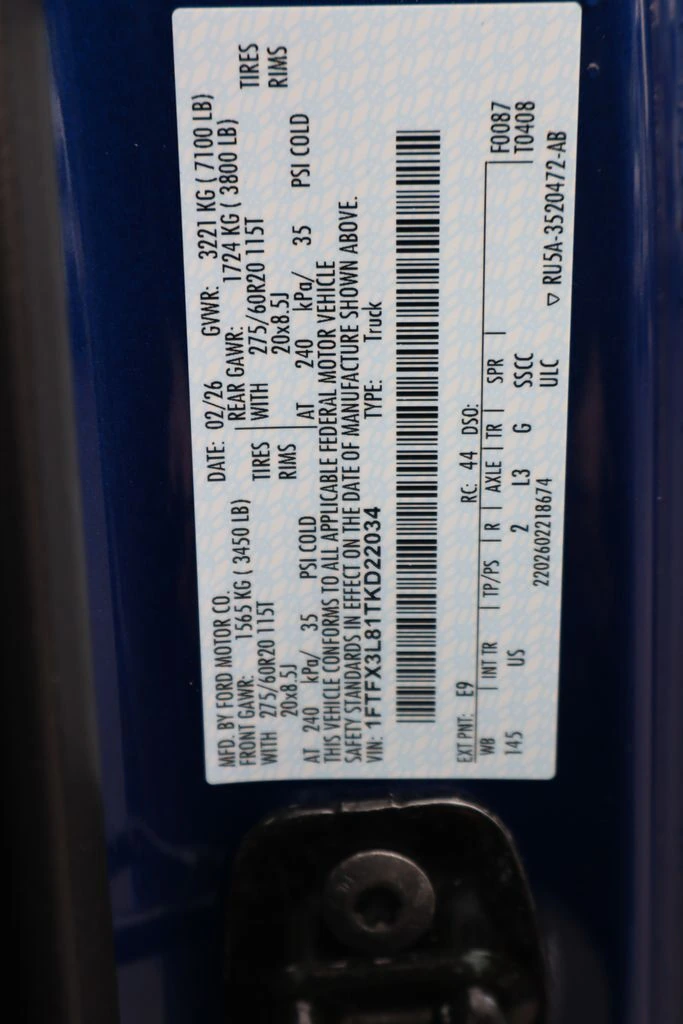 MFD. BY FORD MOTOR CO. DATE: 02/26 GVWR: 3221 KG ( 7100 LB)
FRONT GAWR: 1565 KG ( 3450 LB) REAR GAWR: 1724 KG ( 3800 LB)
WITH 275/60R20 115T TIRES WITH 275/60R20 115T TIRES
20x8.5J RIMS 20x8.5J RIMS
AT 240 kPa/ 35 PSI COLD AT 240 kPa/ 35 PSI COLD
THIS VEHICLE CONFORMS TO ALL APPLICABLE FEDERAL MOTOR VEHICLE
SAFETY STANDARDS IN EFFECT ON THE DATE OF MANUFACTURE SHOWN ABOVE.
VIN: 1FTFX3L81TKD22034 TYPE: Truck
EXT PNT: E9 RC: 44 DSO:
WB INT TR TP/PS R AXLE TR SPR F0087
T0408
145 US 2 L3 G SSCC
2202602218674 ULC ▽ RU5A-3520472-AB